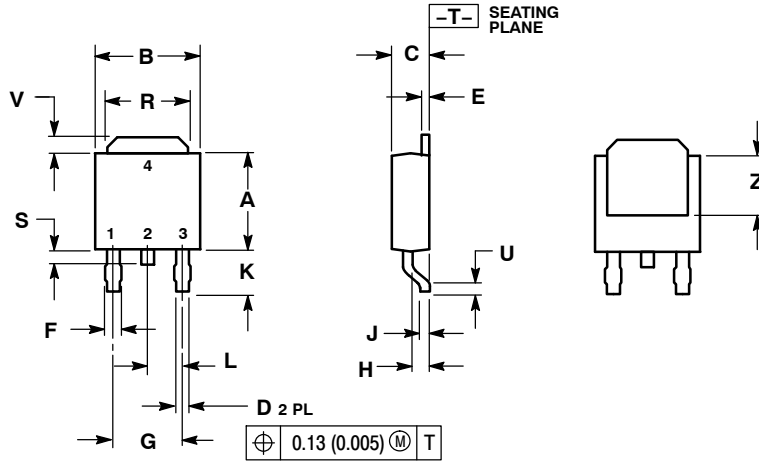 –T– SEATING
PLANE
B
C
V
R
E
4
A
Z
S
1 2 3
K
U
F
J
L
H
D 2 PL
G
⌖ 0.13 (0.005) Ⓜ T